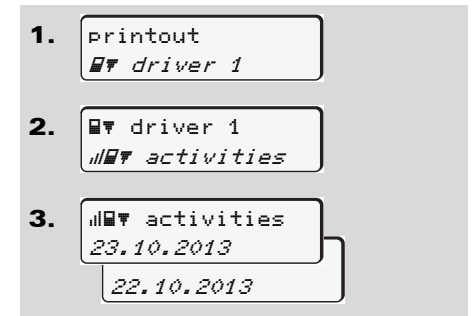 1. printout
driver 1
2. driver 1
activities
3. activities
23.10.2013
22.10.2013